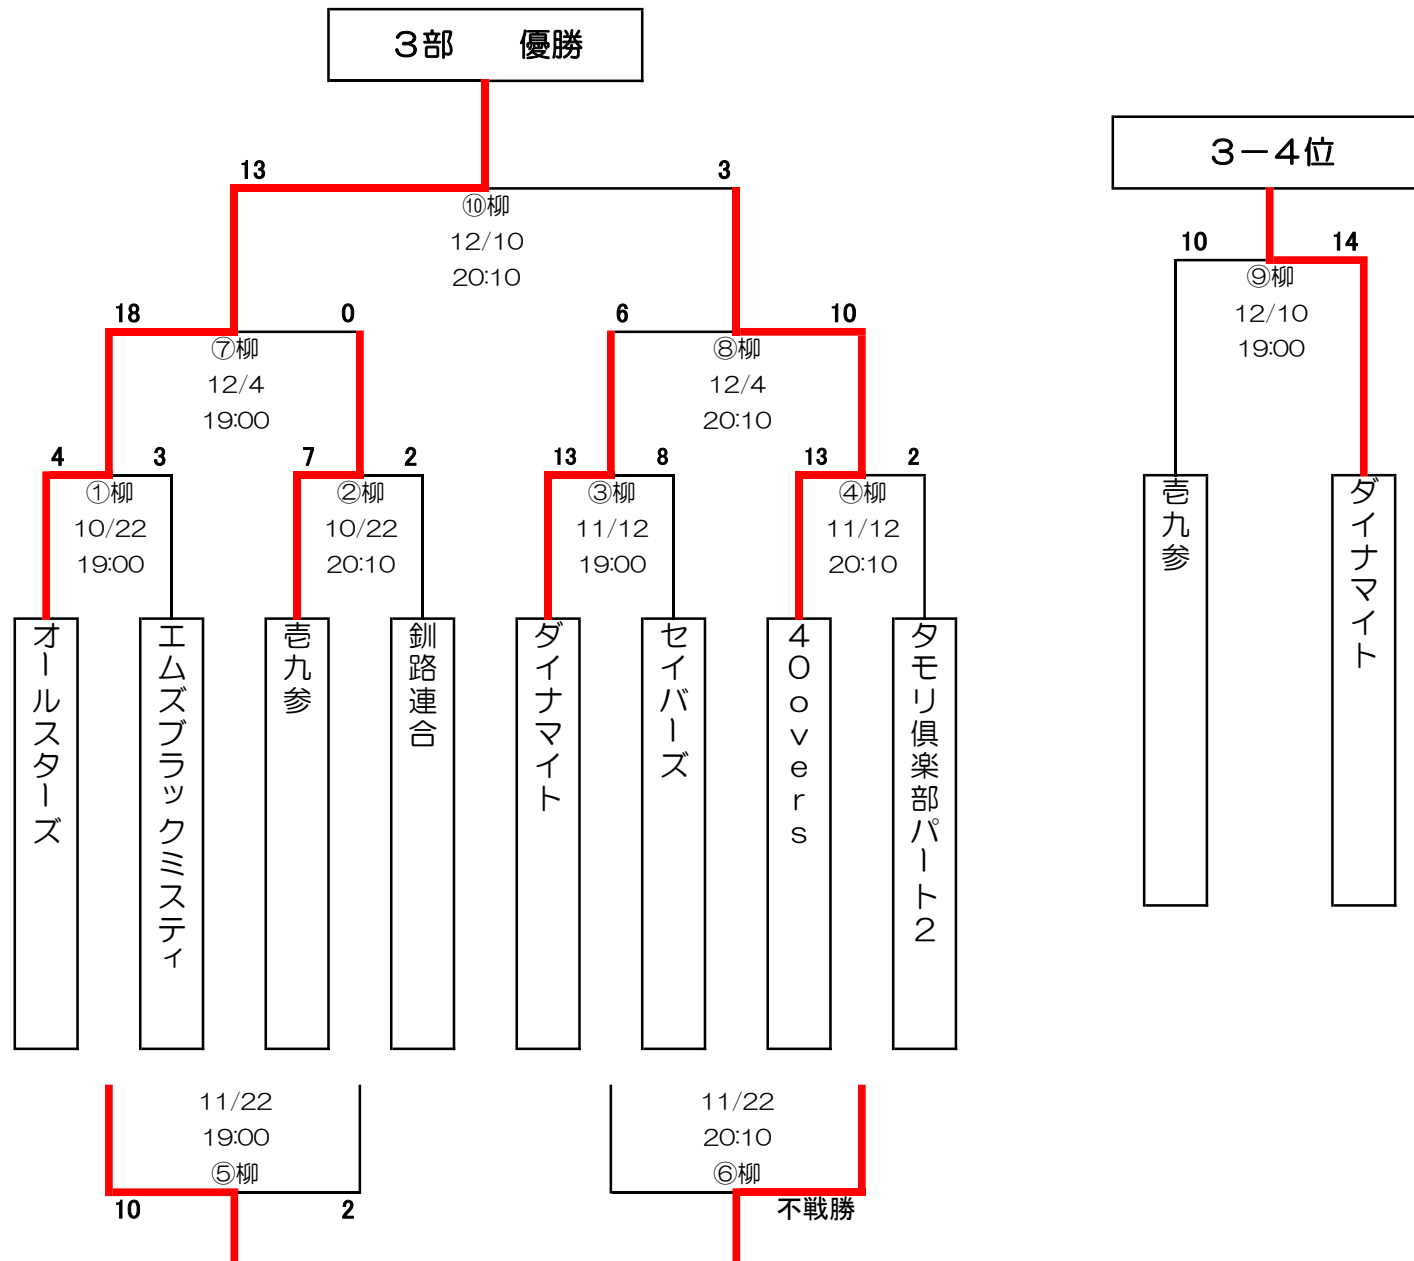 ３部　　優勝
３－４位
13
3
⑩柳
12/10
20:10
10
14
⑨柳
12/10
19:00
18
0
6
10
⑦柳
12/4
19:00
⑧柳
12/4
20:10
4
3
7
2
13
8
13
2
①柳
10/22
19:00
②柳
10/22
20:10
③柳
11/12
19:00
④柳
11/12
20:10
壱九参
ダイナマイト
オールスターズ
エムズブラックミスティ
壱九参
釧路連合
ダイナマイト
セイバーズ
４０ｏｖｅｒｓ
タモリ倶楽部パート２
11/22
19:00
⑤柳
10
2
11/22
20:10
⑥柳
不戦勝